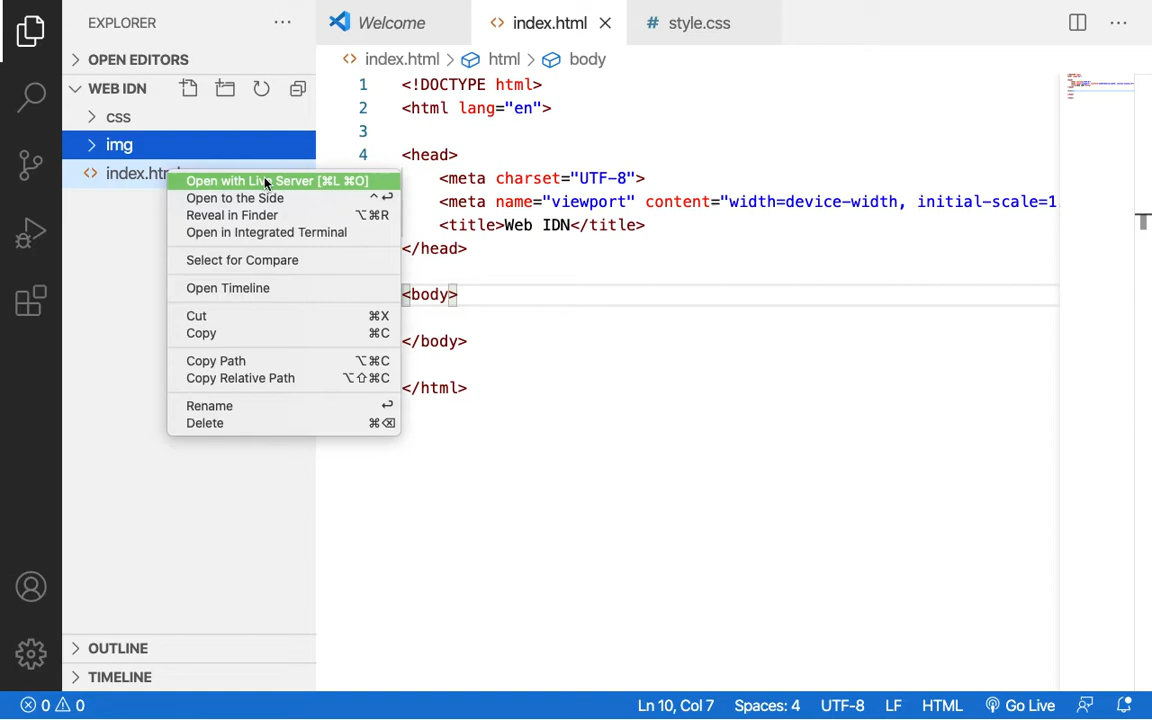 EXPLORER
OPEN EDITORS
WEB IDN
css
img
index.htm
Open with Live Server [⌘L ⌘O]
Open to the Side ^↩
Reveal in Finder ⌥⌘R
Open in Integrated Terminal
Select for Compare
Open Timeline
Cut ⌘X
Copy ⌘C
Copy Path ⌥⌘C
Copy Relative Path ⌥⇧⌘C
Rename ↩
Delete ⌘⌫
OUTLINE
TIMELINE
Welcome index.html # style.css
index.html > html > body
1 <!DOCTYPE html>
2 <html lang="en">
3
4 <head>
<meta charset="UTF-8">
<meta name="viewport" content="width=device-width, initial-scale=1
<title>Web IDN</title>
</head>
<body>
</body>
</html>
0 0 Ln 10, Col 7 Spaces: 4 UTF-8 LF HTML Go Live